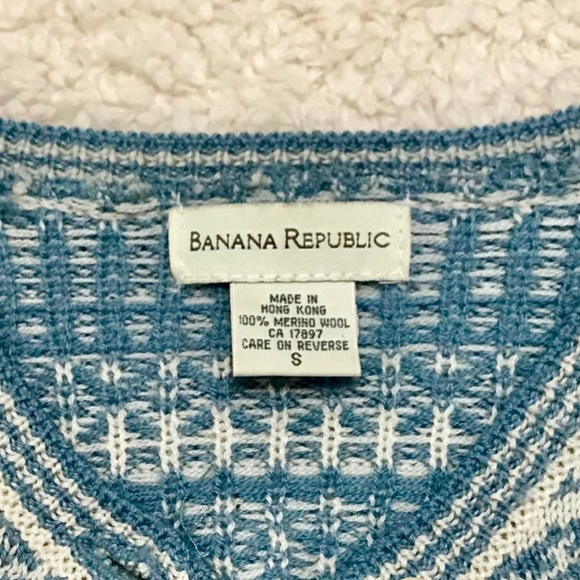 BANANA REPUBLIC
MADE IN
HONG KONG
100% MERINO WOOL
CA 17897
CARE ON REVERSE
S